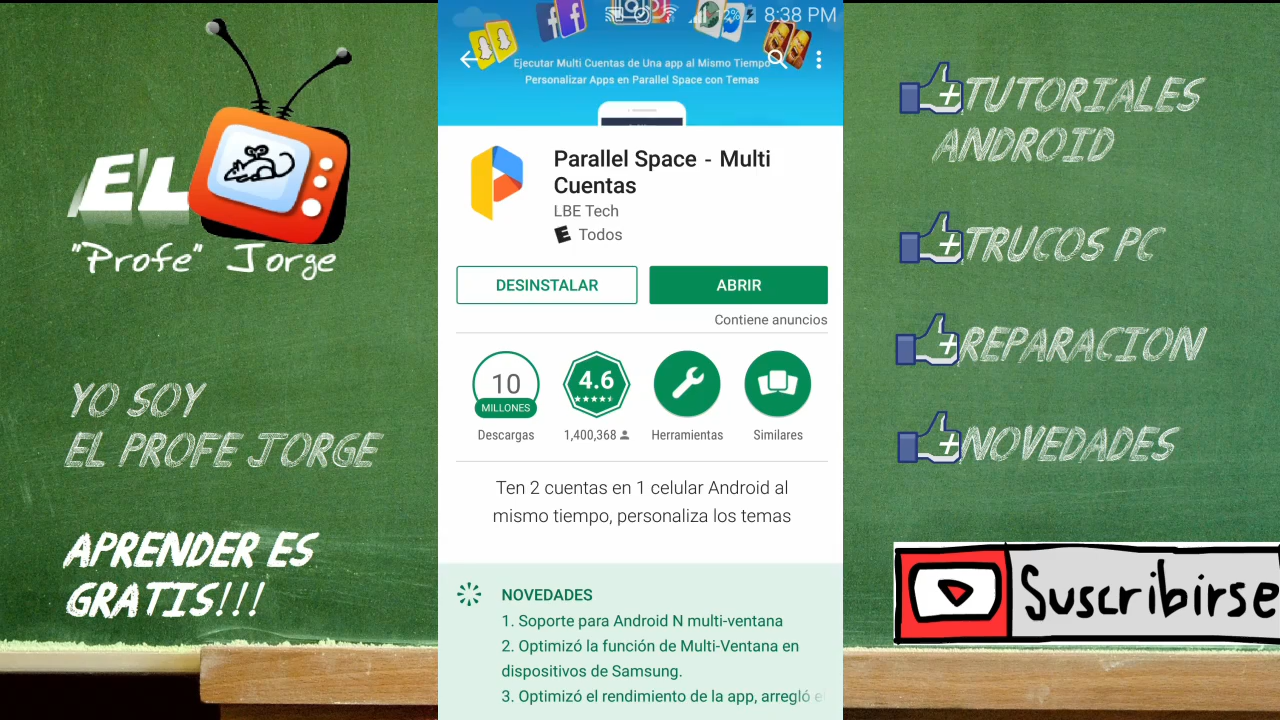 EL
"Profe" Jorge
YO SOY
EL PROFE JORGE
APRENDER ES
GRATIS!!!
8:38 PM
Ejecutar Multi Cuentas de Una app al Mismo Tiempo
Personalizar Apps en Parallel Space con Temas
Parallel Space - Multi
Cuentas
LBE Tech
E Todos
DESINSTALAR
ABRIR
Contiene anuncios
10
MILLONES
Descargas
4.6
1,400,368
Herramientas
Similares
Ten 2 cuentas en 1 celular Android al
mismo tiempo, personaliza los temas
NOVEDADES
1. Soporte para Android N multi-ventana
2. Optimizó la función de Multi-Ventana en
dispositivos de Samsung.
3. Optimizó el rendimiento de la app, arregló
+TUTORIALES
ANDROID
+TRUCOS PC
+REPARACION
+NOVEDADES
Suscribirse